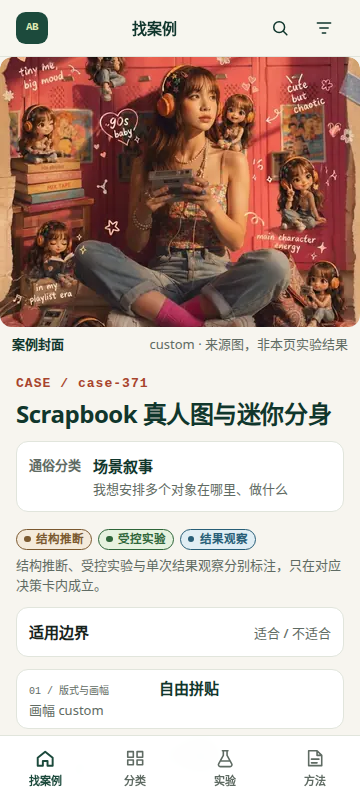 AB
找案例
tiny me,
big mood
90s
baby!
cute
but
chaotic
MIX TAPE
main character
energy
in my
playlist era
案例封面
custom · 来源图，非本页实验结果
CASE / case-371
Scrapbook 真人图与迷你分身
通俗分类
场景叙事
我想安排多个对象在哪里、做什么
结构推断
受控实验
结果观察
结构推断、受控实验与单次结果观察分别标注，只在对应
决策卡内成立。
适用边界
适合 / 不适合
01 / 版式与画幅
自由拼贴
画幅 custom
找案例
分类
实验
方法